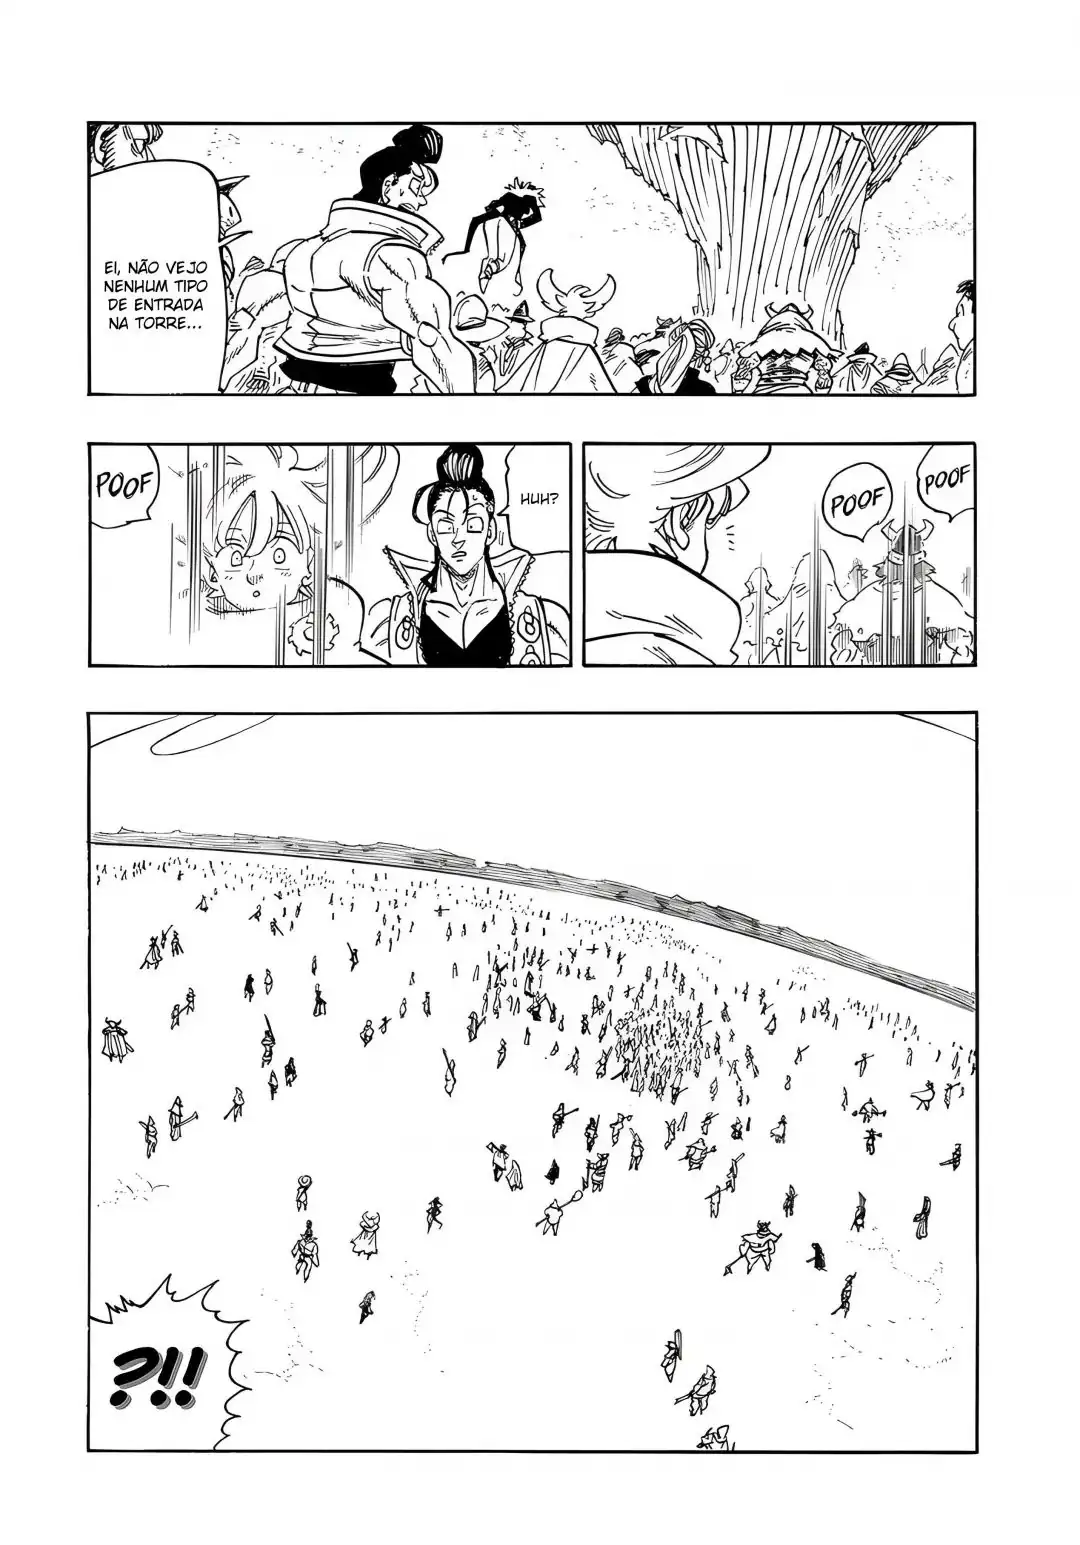 EI, NÃO VEJO
NENHUM TIPO
DE ENTRADA
NA TORRE...
POOF
POOF
HUH?
POOF
?!!